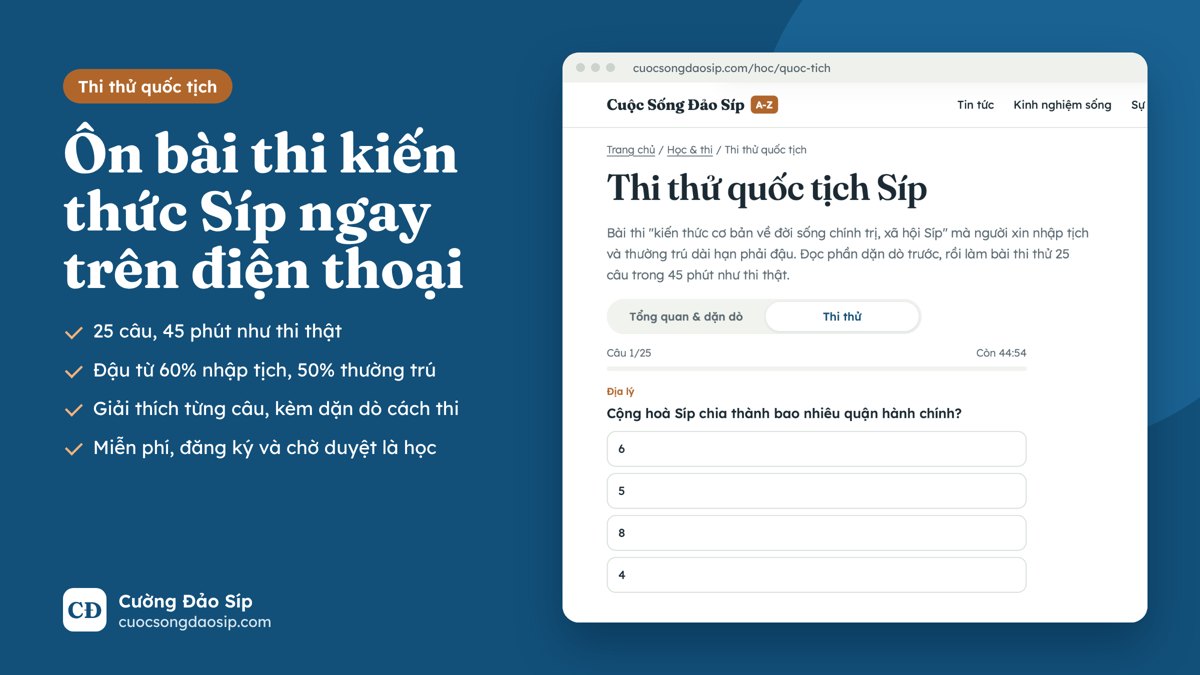 Thi thử quốc tịch
Ôn bài thi kiến
thức Síp ngay
trên điện thoại
25 câu, 45 phút như thi thật
Đậu từ 60% nhập tịch, 50% thường trú
Giải thích từng câu, kèm dặn dò cách thi
Miễn phí, đăng ký và chờ duyệt là học
CĐ
Cường Đảo Síp
cuocsongdaosip.com
cuocsongdaosip.com/hoc/quoc-tich
Cuộc Sống Đảo Síp A-Z
Tin tức Kinh nghiệm sống Sự
Trang chủ / Học & thi / Thi thử quốc tịch
Thi thử quốc tịch Síp
Bài thi "kiến thức cơ bản về đời sống chính trị, xã hội Síp" mà người xin nhập tịch
và thường trú dài hạn phải đậu. Đọc phần dặn dò trước, rồi làm bài thi thử 25
câu trong 45 phút như thi thật.
Tổng quan & dặn dò Thi thử
Câu 1/25 Còn 44:54
Địa lý
Cộng hoà Síp chia thành bao nhiêu quận hành chính?
6
5
8
4